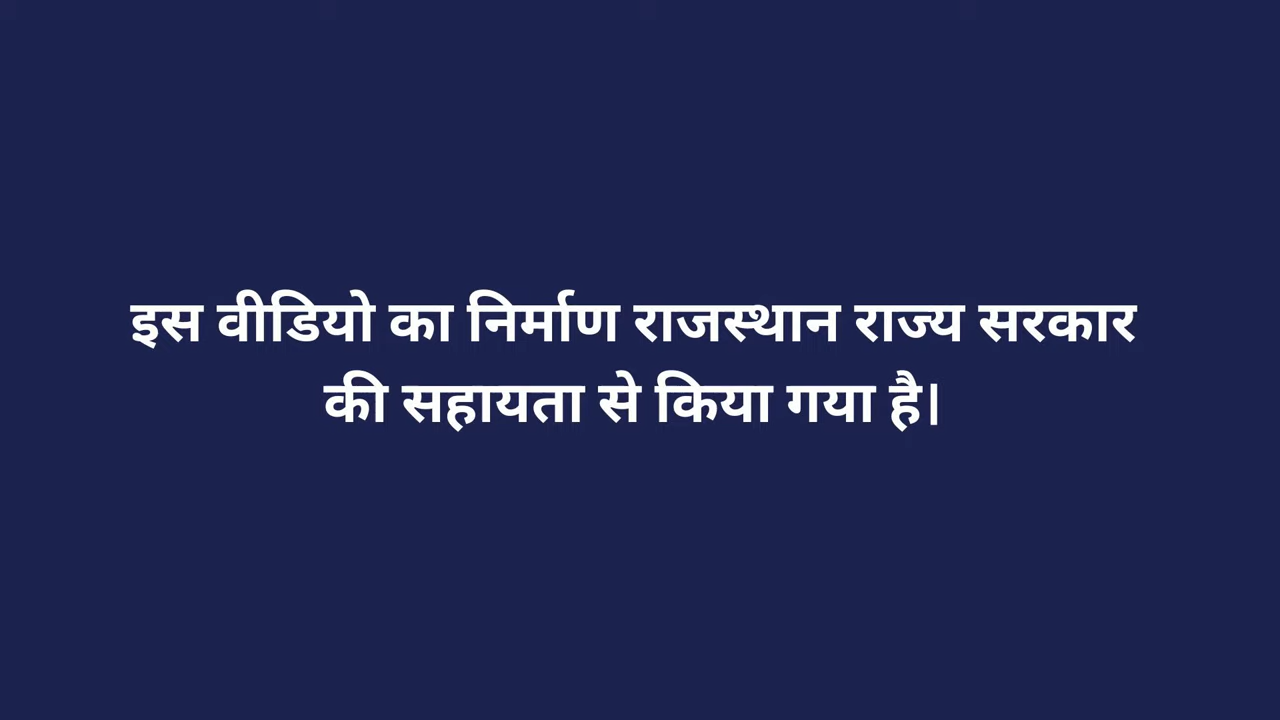 इस वीडियो का निर्माण राजस्थान राज्य सरकार
की सहायता से किया गया है।